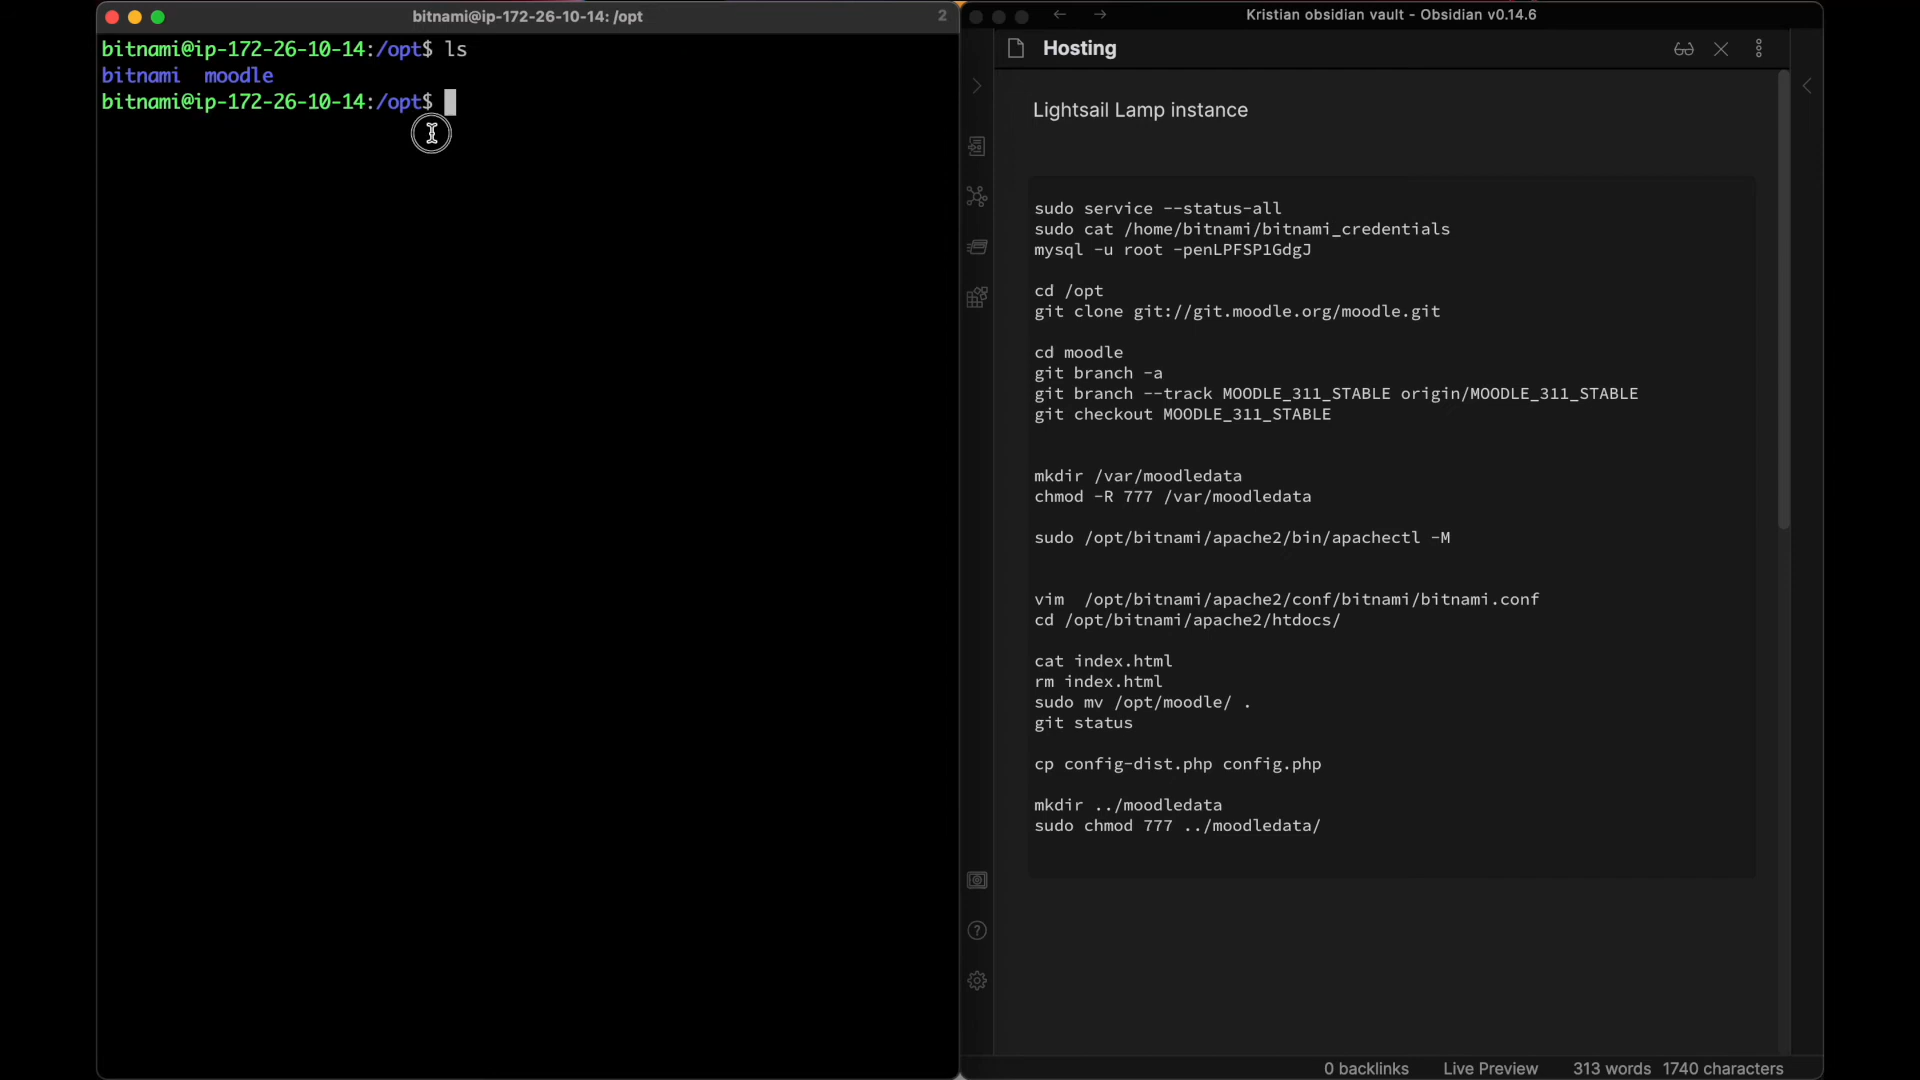 bitnami@ip-172-26-10-14: /opt
2
bitnami@ip-172-26-10-14:/opt$ ls
bitnami  moodle
bitnami@ip-172-26-10-14:/opt$
Kristian obsidian vault - Obsidian v0.14.6
Hosting
Lightsail Lamp instance
sudo service --status-all
sudo cat /home/bitnami/bitnami_credentials
mysql -u root -penLPFSP1GdgJ
cd /opt
git clone git://git.moodle.org/moodle.git
cd moodle
git branch -a
git branch --track MOODLE_311_STABLE origin/MOODLE_311_STABLE
git checkout MOODLE_311_STABLE
mkdir /var/moodledata
chmod -R 777 /var/moodledata
sudo /opt/bitnami/apache2/bin/apachectl -M
vim  /opt/bitnami/apache2/conf/bitnami/bitnami.conf
cd /opt/bitnami/apache2/htdocs/
cat index.html
rm index.html
sudo mv /opt/moodle/ .
git status
cp config-dist.php config.php
mkdir ../moodledata
sudo chmod 777 ../moodledata/
0 backlinks
Live Preview
313 words
1740 characters